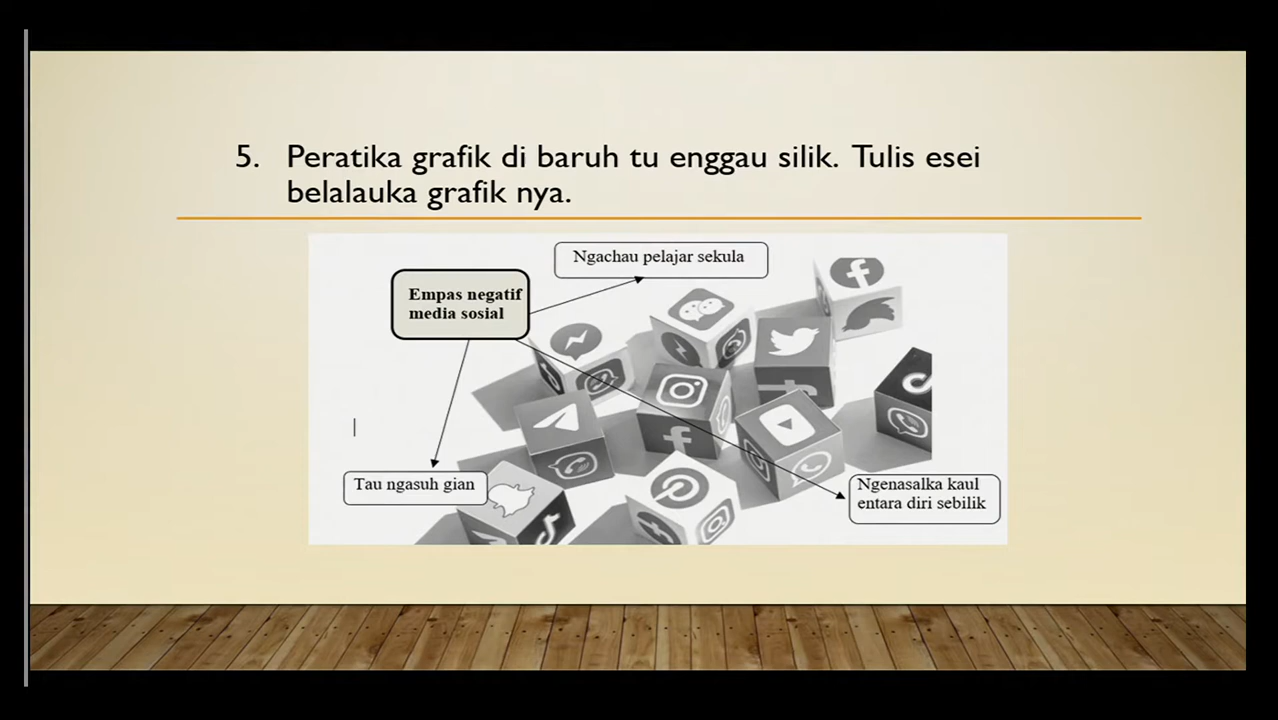 5. Peratika grafik di baruh tu enggau silik. Tulis esei
belalauka grafik nya.
Ngachau pelajar sekula
Empas negatif
media sosial
Tau ngasuh gian
Ngenasalka kaul
entara diri sebilik